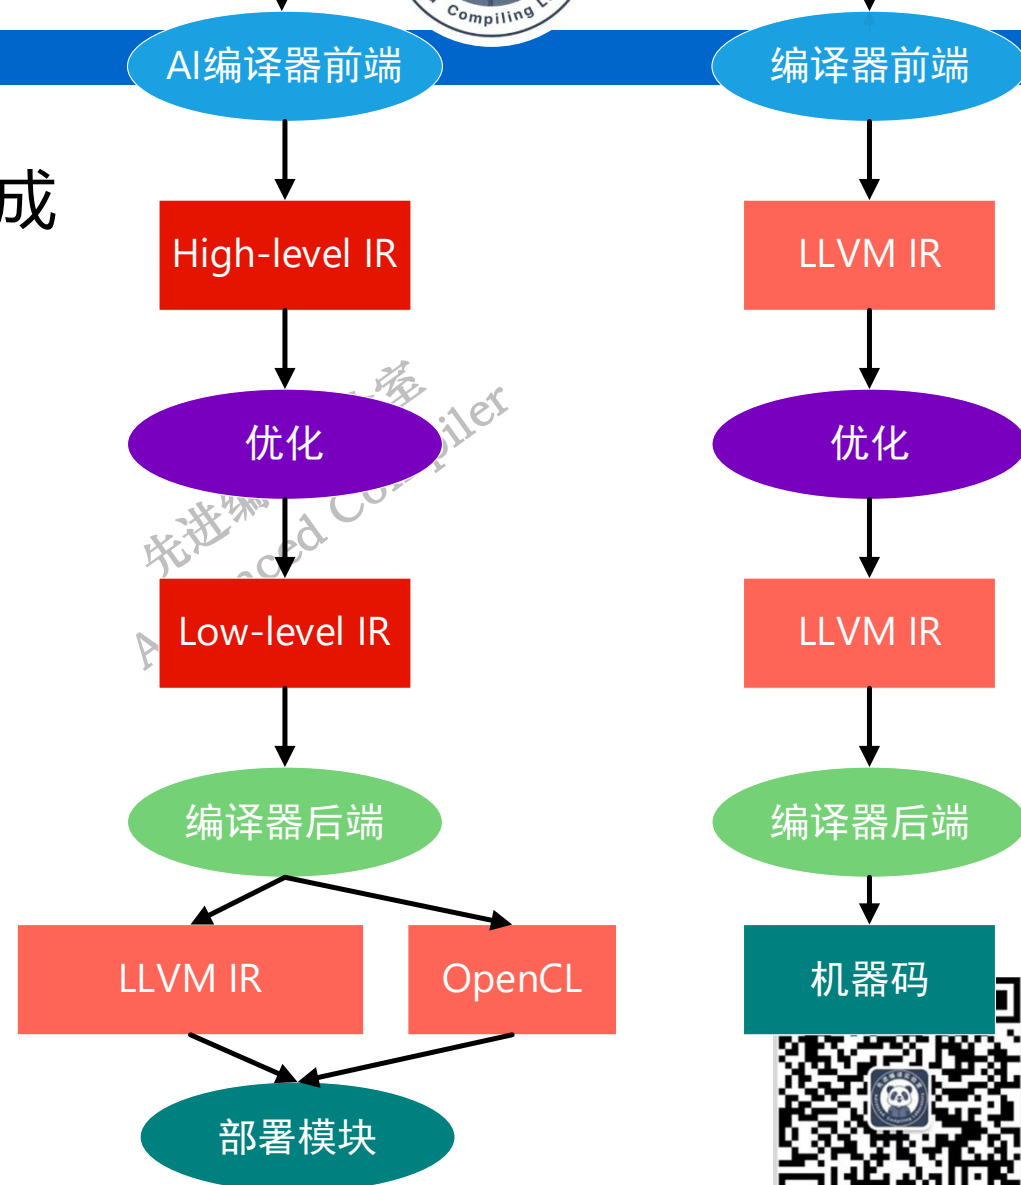 Compiling
AI编译器前端
编译器前端
成
High-level IR
LLVM IR
优化
优化
Low-level IR
LLVM IR
编译器后端
编译器后端
LLVM IR
OpenCL
机器码
部署模块